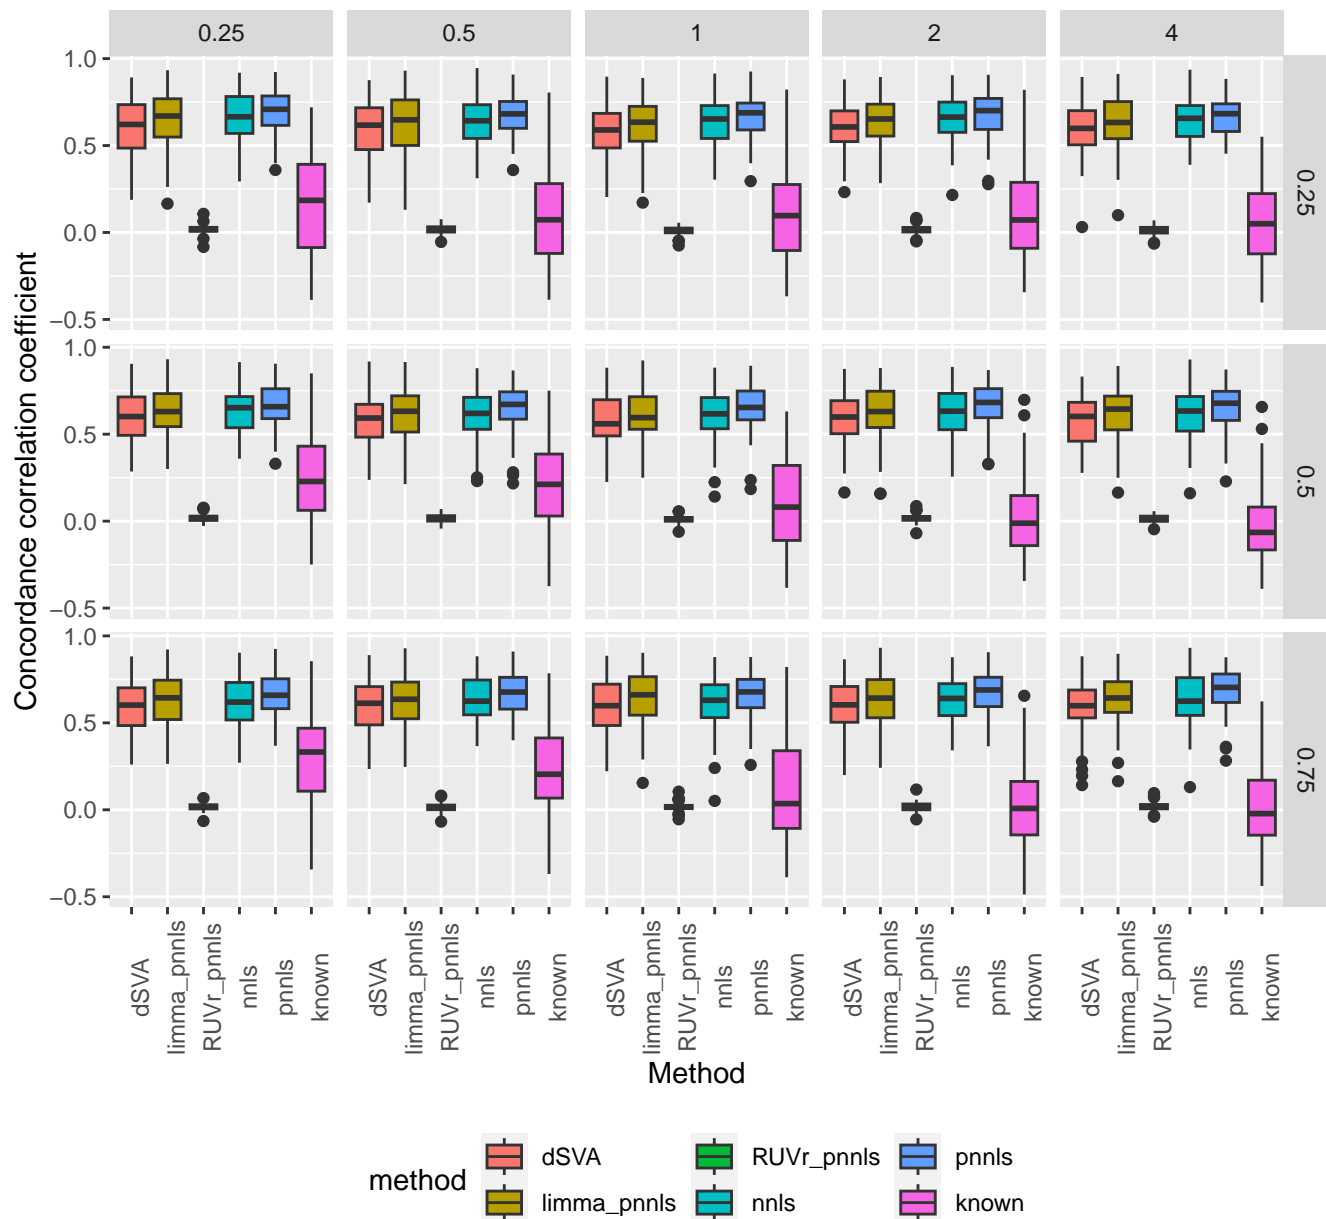 0.25 0.5 1 2 4
1.0
0.5
0.0
−0.5
0.25
1.0
0.5
0.0
−0.5
0.5
1.0
0.5
0.0
−0.5
0.75
Concordance correlation coefficient
dSVA limma_pnnls RUVr_pnnls nnls pnnls known
dSVA limma_pnnls RUVr_pnnls nnls pnnls known
dSVA limma_pnnls RUVr_pnnls nnls pnnls known
dSVA limma_pnnls RUVr_pnnls nnls pnnls known
dSVA limma_pnnls RUVr_pnnls nnls pnnls known
Method
method
dSVA RUVr_pnnls pnnls
limma_pnnls nnls known